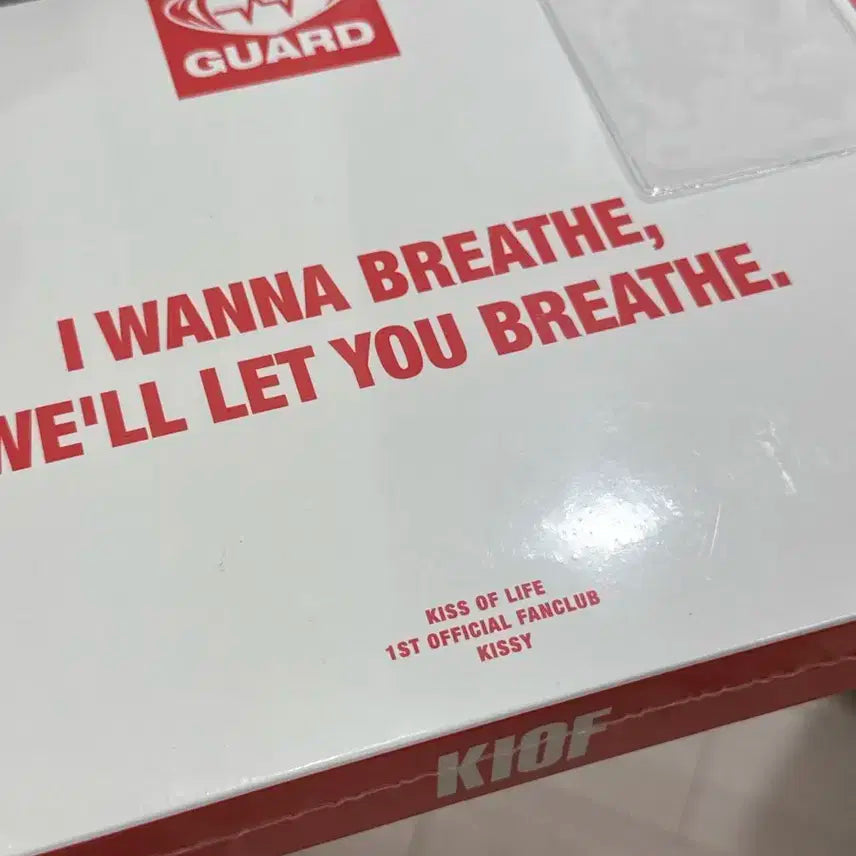 GUARD
I WANNA BREATHE,
WE'LL LET YOU BREATHE.
KISS OF LIFE
1ST OFFICIAL FANCLUB
KISSY
KIOF